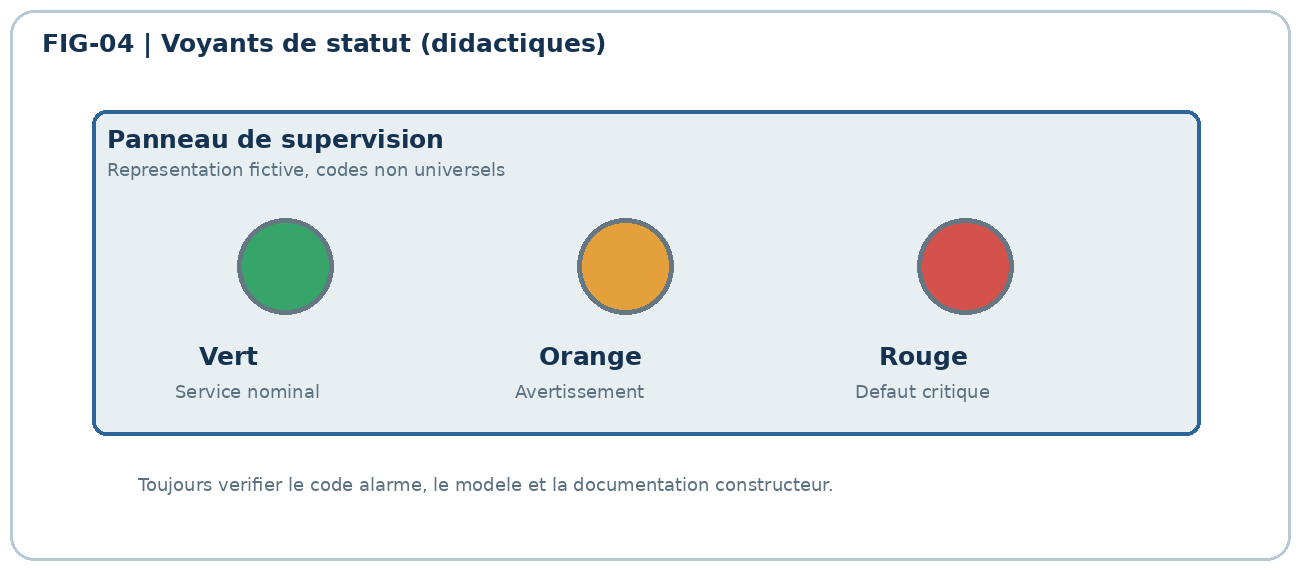 FIG-04 | Voyants de statut (didactiques)
Panneau de supervision
Representation fictive, codes non universels
Vert
Orange
Rouge
Service nominal
Avertissement
Defaut critique
Toujours verifier le code alarme, le modele et la documentation constructeur.